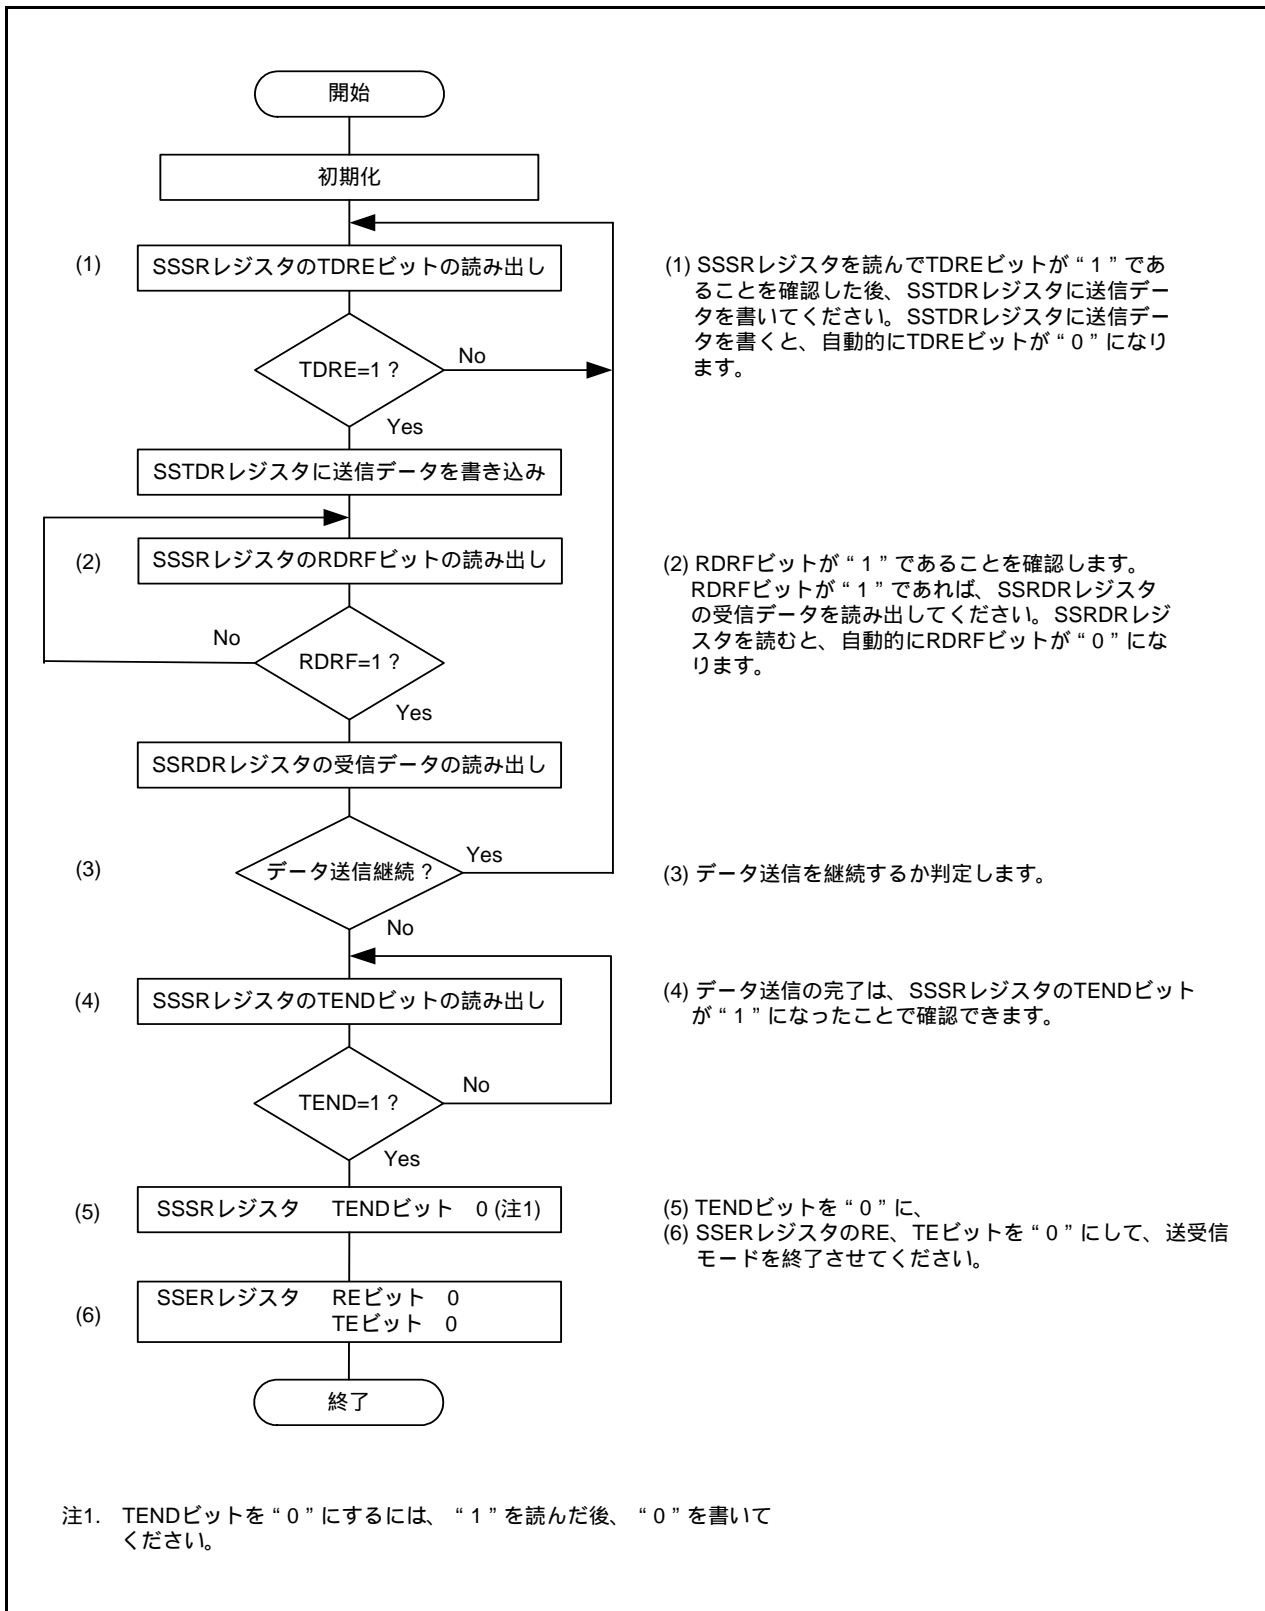 開始
初期化
(1)
SSSRレジスタのTDREビットの読み出し
(1) SSSRレジスタを読んでTDREビットが“1”であ
ることを確認した後、SSTDRレジスタに送信デー
タを書いてください。SSTDRレジスタに送信デー
タを書くと、自動的にTDREビットが“0”になり
ます。
TDRE=1 ?
No
Yes
SSTDRレジスタに送信データを書き込み
(2)
SSSRレジスタのRDRFビットの読み出し
(2) RDRFビットが“1”であることを確認します。
RDRFビットが“1”であれば、SSRDRレジスタ
の受信データを読み出してください。SSRDRレジ
スタを読むと、自動的にRDRFビットが“0”にな
ります。
No
RDRF=1 ?
Yes
SSRDRレジスタの受信データの読み出し
(3)
データ送信継続 ?
Yes
(3) データ送信を継続するか判定します。
No
(4)
SSSRレジスタのTENDビットの読み出し
(4) データ送信の完了は、SSSRレジスタのTENDビット
が“1”になったことで確認できます。
TEND=1 ?
No
Yes
(5)
SSSRレジスタ TENDビット 0 (注1)
(5) TENDビットを“0”に、
(6) SSERレジスタのRE、TEビットを“0”にして、送受信
モードを終了させてください。
(6)
SSERレジスタ REビット 0
TEビット 0
終了
注1. TENDビットを“0”にするには、“1”を読んだ後、“0”を書いて
ください。